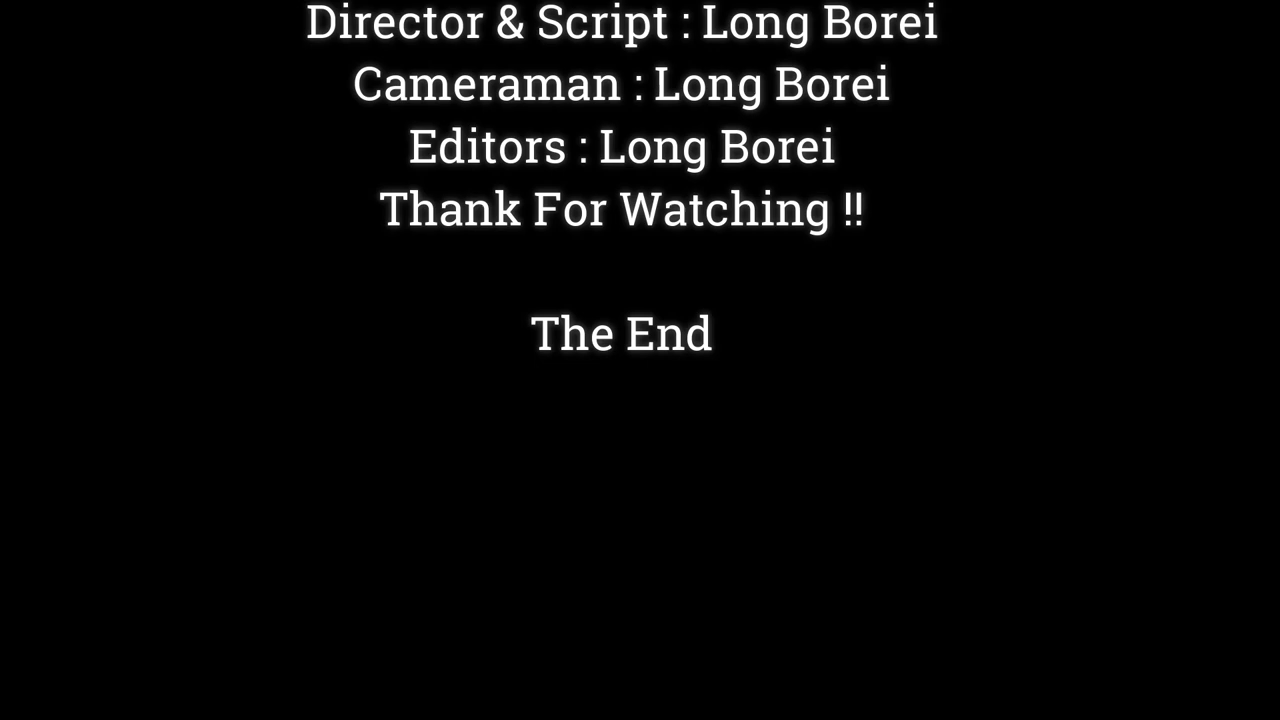 Director & Script : Long Borei
Cameraman : Long Borei
Editors : Long Borei
Thank For Watching !!
The End